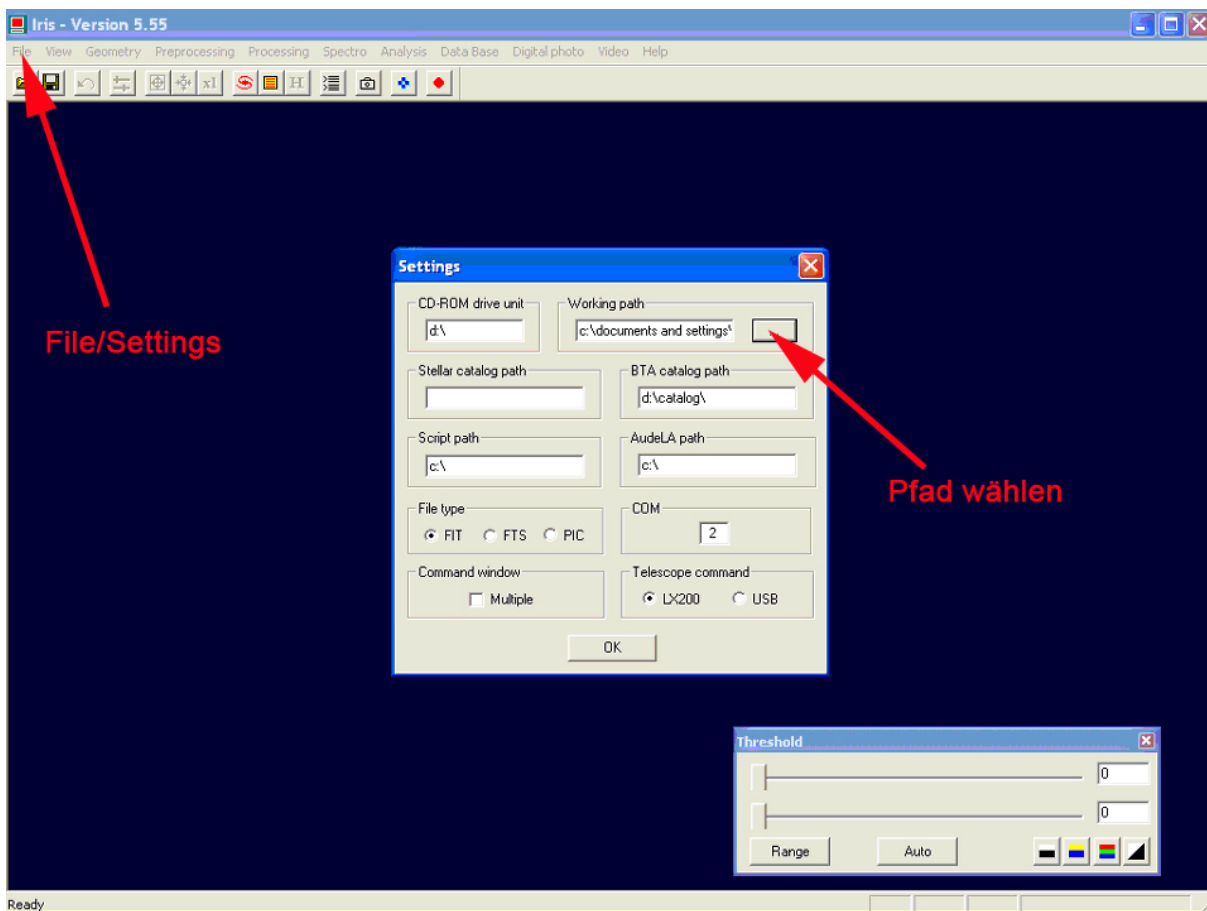 Iris - Version 5.55
File View Geometry Preprocessing Processing Spectro Analysis Data Base Digital photo Video Help
x1 H
File/Settings
Settings
CD-ROM drive unit Working path
d:\ c:\documents and settings\ ...
Stellar catalog path BTA catalog path
d:\catalog\
Script path AudeLA path
c:\ c:\
File type COM
FIT FTS PIC 2
Command window Telescope command
Multiple LX200 USB
OK
Pfad wählen
Threshold
0
0
Range Auto
Ready